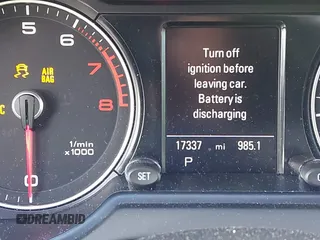 5
6
7
8
AIR
BAG
C
1/min
x1000
0
Turn off
ignition before
leaving car.
Battery is
discharging
17337 mi 985.1
P
SET
DREAMBID